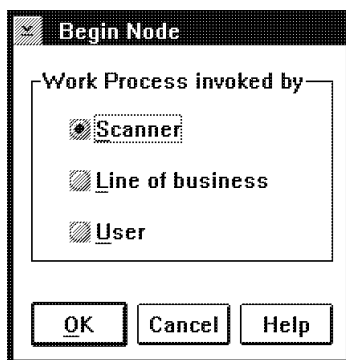 Begin Node
Work Process invoked by
Scanner
Line of business
User
OK Cancel Help